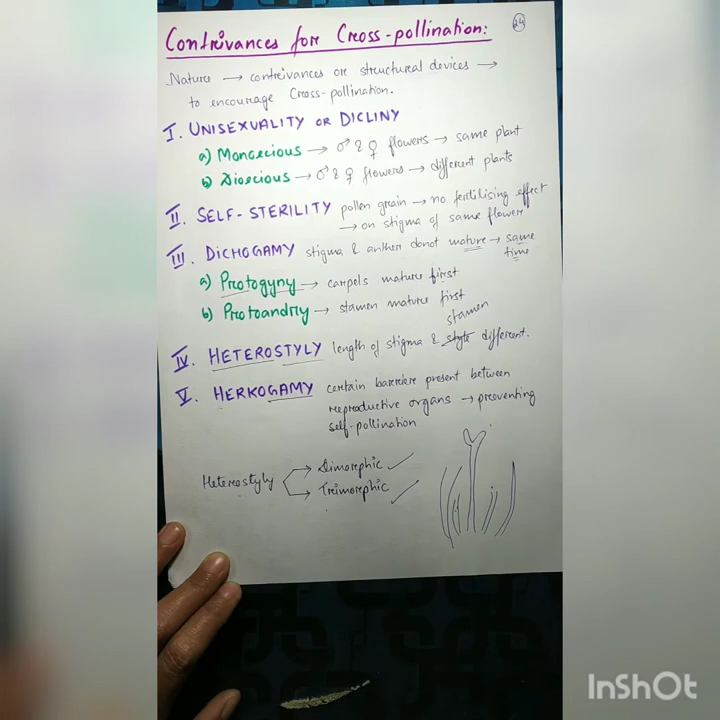 Contrivances for Cross-pollination:
24
Nature → contrivances or structural devices →
to encourage Cross-pollination.
I. UNISEXUALITY OR DICLINY
a) Monoecious → ♂ & ♀ flowers → same plant
b) Dioecious → ♂ & ♀ flowers → different plants
II. SELF-STERILITY pollen grain → no fertilising effect
→ on stigma of same flower
III. DICHOGAMY stigma & anther donot mature → same
time
a) Protogyny → carpels mature first
b) Protoandry → stamen mature first
stamen
IV. HETEROSTYLY length of stigma & style different.
V. HERKOGAMY certain barriers present between
reproductive organs → preventing
self-pollination
Heterostyly → Dimorphic ✓
→ Trimorphic ✓
InShOt